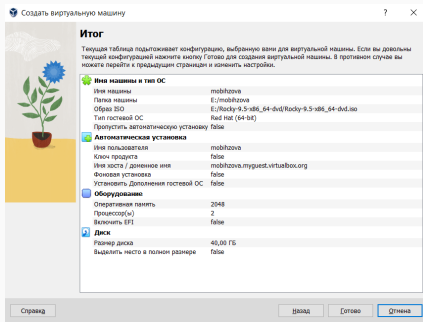 Создать виртуальную машину
Итог
Текущая таблица подытоживает конфигурацию, выбранную вами для виртуальной машины. Если вы довольны
текущей конфигурацией нажмите кнопку Готово для создания виртуальной машины. В противном случае вы
можете перейти к предыдущим страницам и изменить настройки.
Имя машины и тип ОС
Имя машины mobihzova
Папка машины E:/mobihzova
Образ ISO E:/Rocky-9.5-x86_64-dvd/Rocky-9.5-x86_64-dvd.iso
Тип гостевой ОС Red Hat (64-bit)
Пропустить автоматическую установку false
Автоматическая установка
Имя пользователя mobihzova
Ключ продукта false
Имя хоста / доменное имя mobihzova.myguest.virtualbox.org
Фоновая установка false
Установить Дополнения гостевой ОС false
Оборудование
Оперативная память 2048
Процессор(ы) 2
Включить EFI false
Диск
Размер диска 40,00 ГБ
Выделить место в полном размере false
Справка Назад Готово Отмена